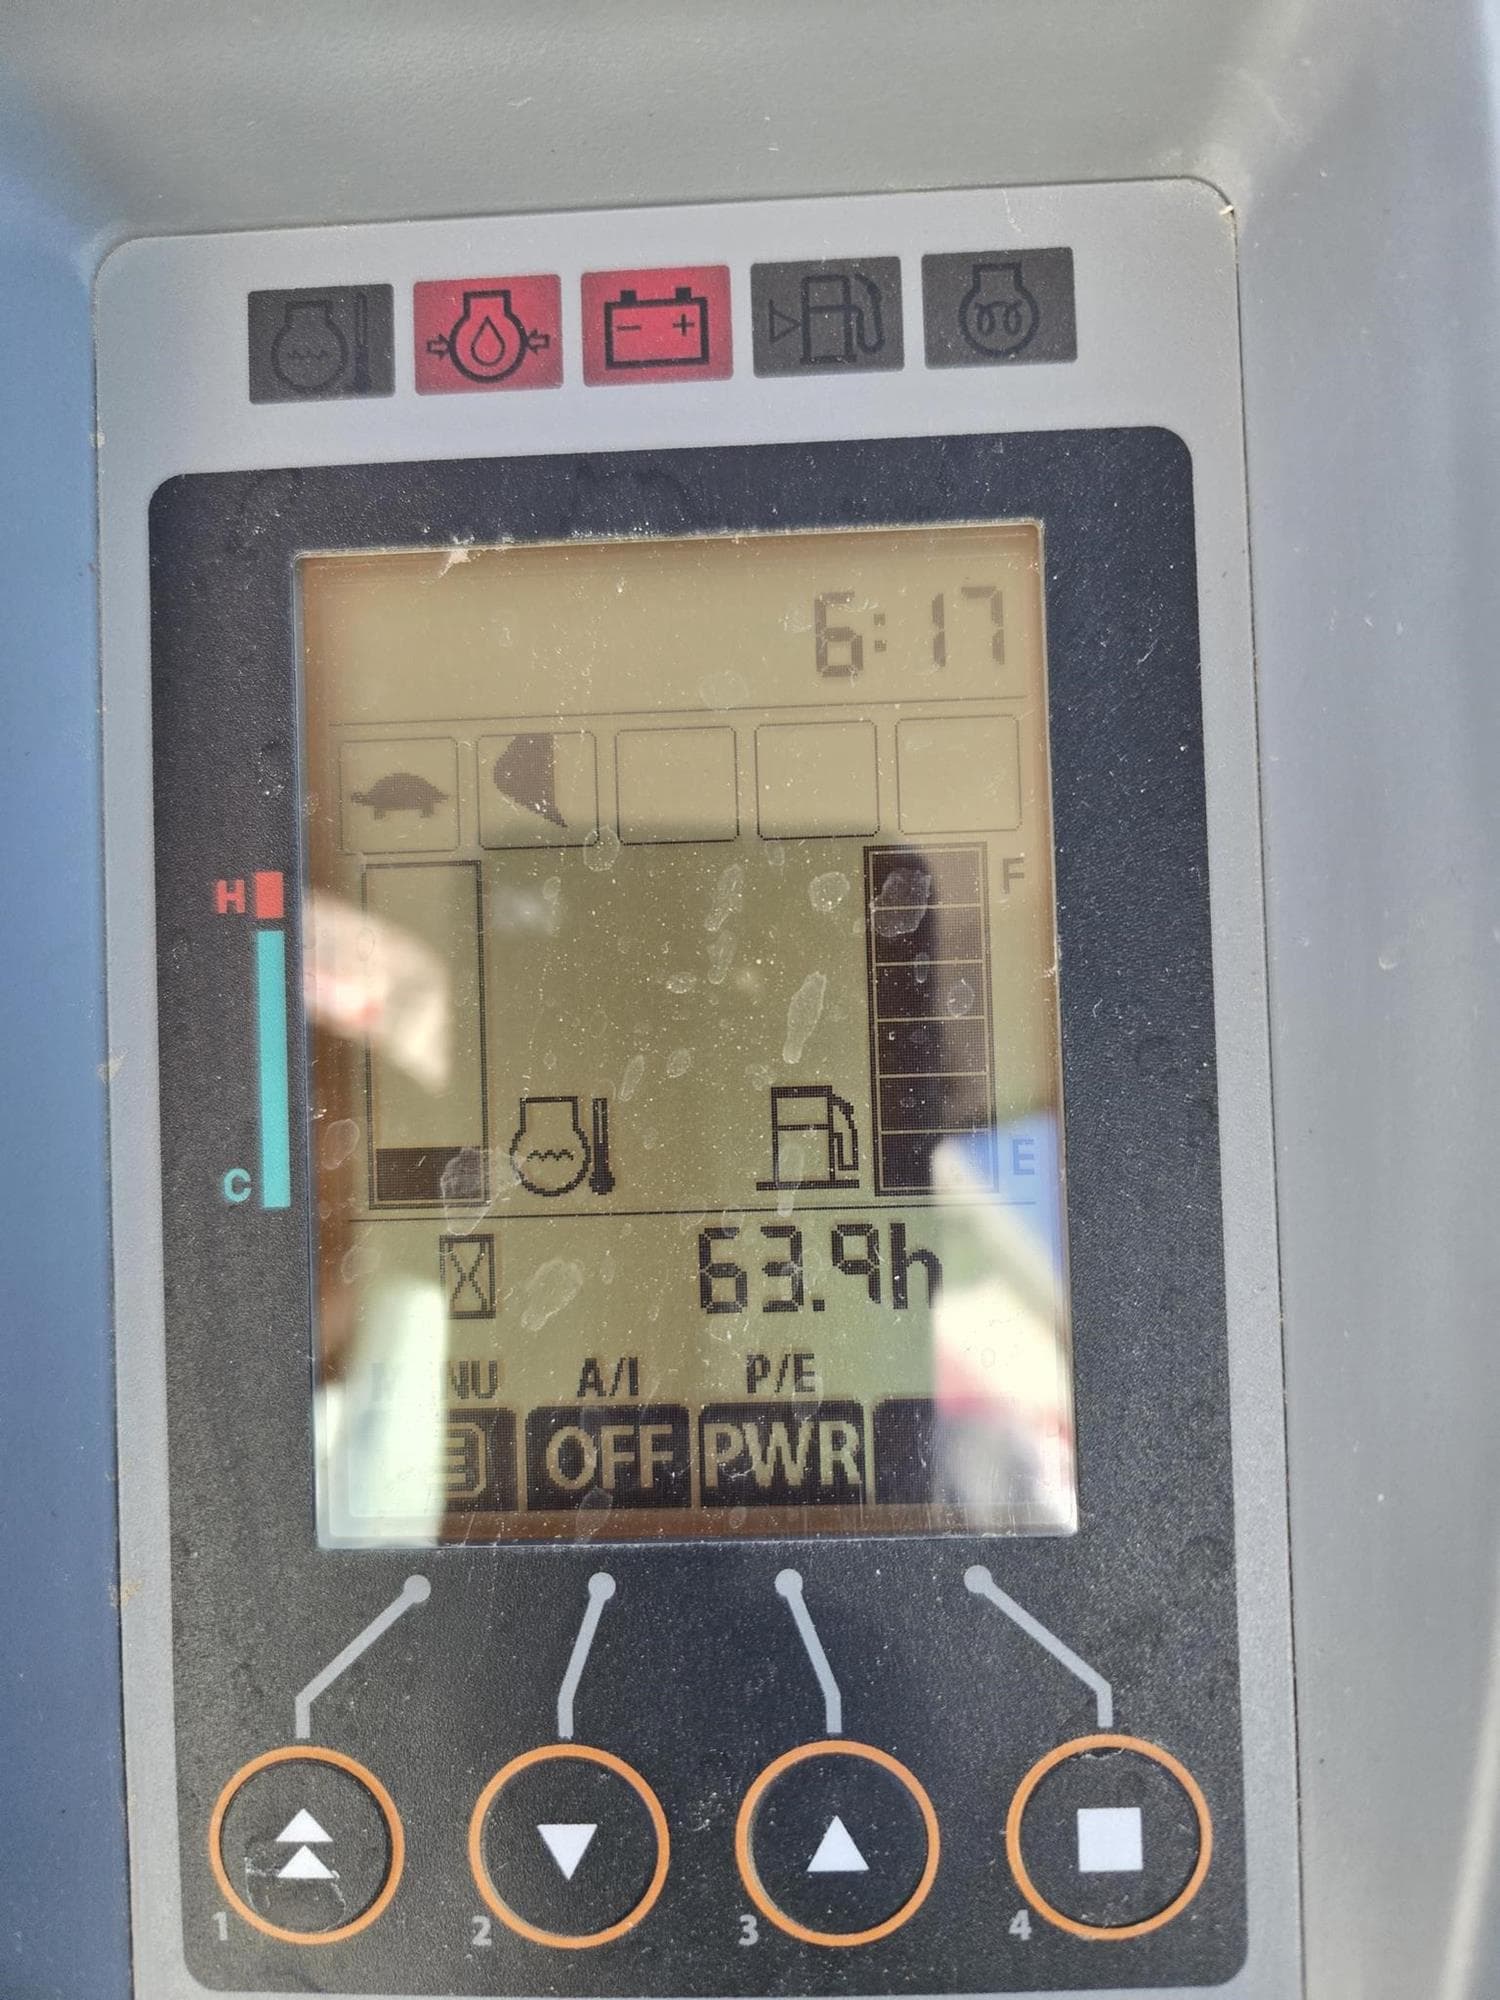 6:17
H
F
C
E
63.9h
A/I P/E
OFF PWR
1 2 3 4